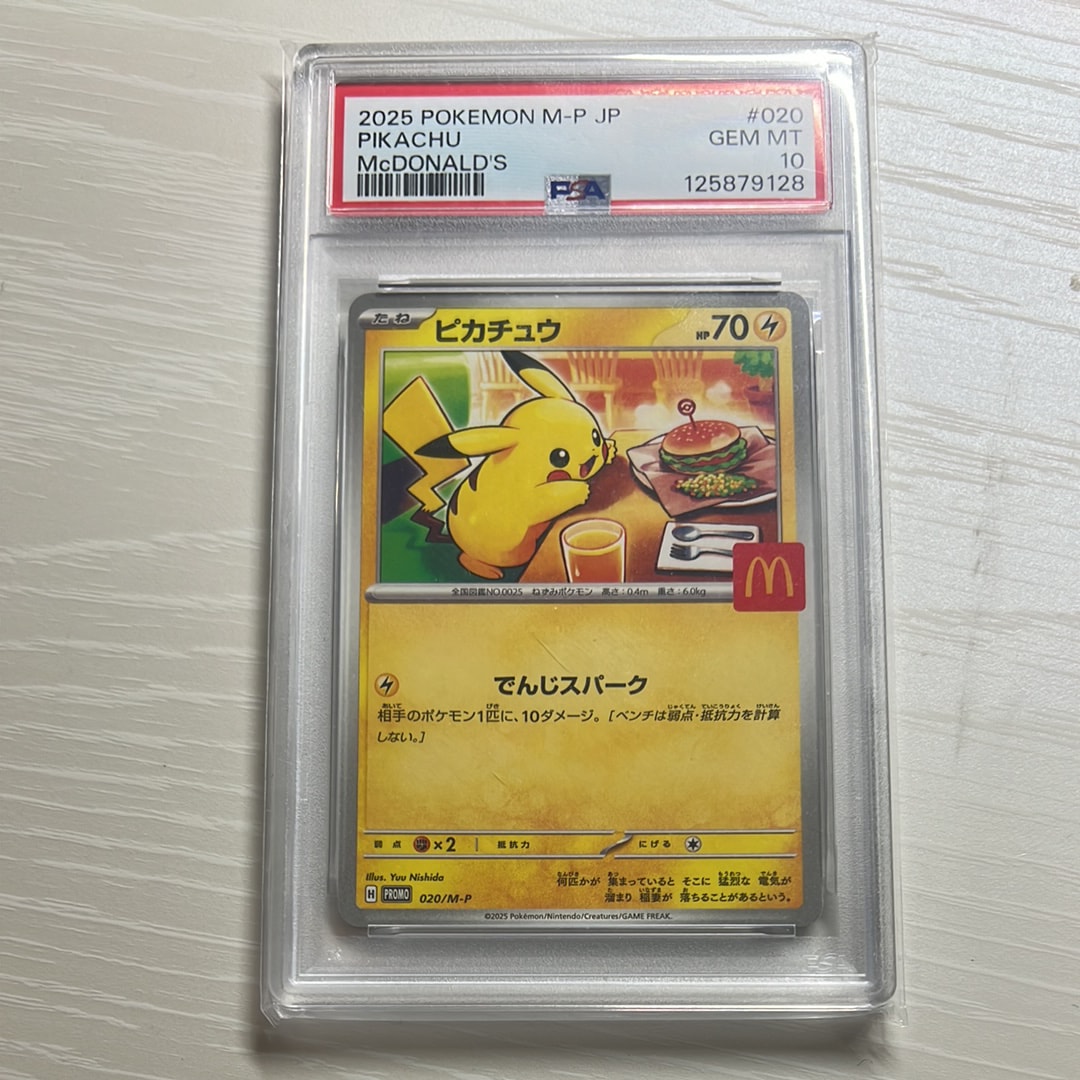 2025 POKEMON M-P JP #020
PIKACHU GEM MT
McDONALD'S 10
PSA 125879128
たね ピカチュウ HP70
全国図鑑NO.0025 ねずみポケモン 高さ:0.4m 重さ:6.0kg
M
でんじスパーク
相手のポケモン1匹に、10ダメージ。[ベンチは弱点・抵抗力を計算
しない。]
弱点 ×2 抵抗力 にげる
Illus. Yuu Nishida
何匹かが 集まっていると そこに 猛烈な 電気が
溜まり 稲妻が 落ちることがあるという。
H PROMO 020/M-P
©2025 Pokémon/Nintendo/Creatures/GAME FREAK.